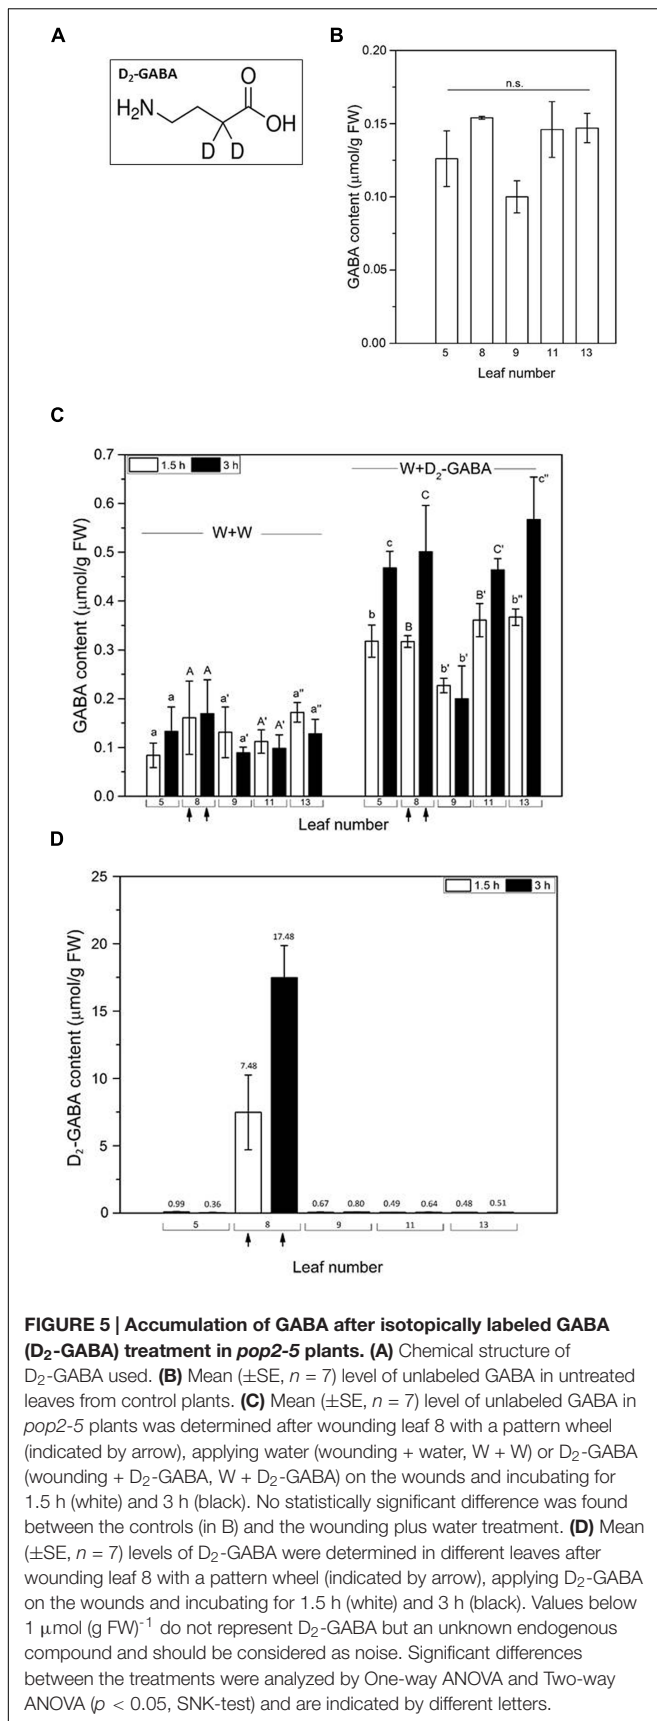 A
D₂-GABA
O
H₂N
OH
D D
B
0.20
0.15
0.10
0.05
0.00
GABA content (μmol/g FW)
n.s.
5 8 9 11 13
Leaf number
C
0.7
0.6
0.5
0.4
0.3
0.2
0.1
0.0
GABA content (μmol/g FW)
1.5 h 3 h
W+W
W+D₂-GABA
a a A A a' a' A' A' a" a"
b c B C b' b' B' C' b" c"
5 8 9 11 13 5 8 9 11 13
Leaf number
D
25
20
15
10
5
0
D₂-GABA content (μmol/g FW)
1.5 h 3 h
0.99 0.36 7.48 17.48 0.67 0.80 0.49 0.64 0.48 0.51
5 8 9 11 13
Leaf number
FIGURE 5 | Accumulation of GABA after isotopically labeled GABA
(D₂-GABA) treatment in pop2-5 plants. (A) Chemical structure of
D₂-GABA used. (B) Mean (±SE, n = 7) level of unlabeled GABA in untreated
leaves from control plants. (C) Mean (±SE, n = 7) level of unlabeled GABA in
pop2-5 plants was determined after wounding leaf 8 with a pattern wheel
(indicated by arrow), applying water (wounding + water, W + W) or D₂-GABA
(wounding + D₂-GABA, W + D₂-GABA) on the wounds and incubating for
1.5 h (white) and 3 h (black). No statistically significant difference was found
between the controls (in B) and the wounding plus water treatment. (D) Mean
(±SE, n = 7) levels of D₂-GABA were determined in different leaves after
wounding leaf 8 with a pattern wheel (indicated by arrow), applying D₂-GABA
on the wounds and incubating for 1.5 h (white) and 3 h (black). Values below
1 μmol (g FW)⁻¹ do not represent D₂-GABA but an unknown endogenous
compound and should be considered as noise. Significant differences
between the treatments were analyzed by One-way ANOVA and Two-way
ANOVA (p < 0.05, SNK-test) and are indicated by different letters.